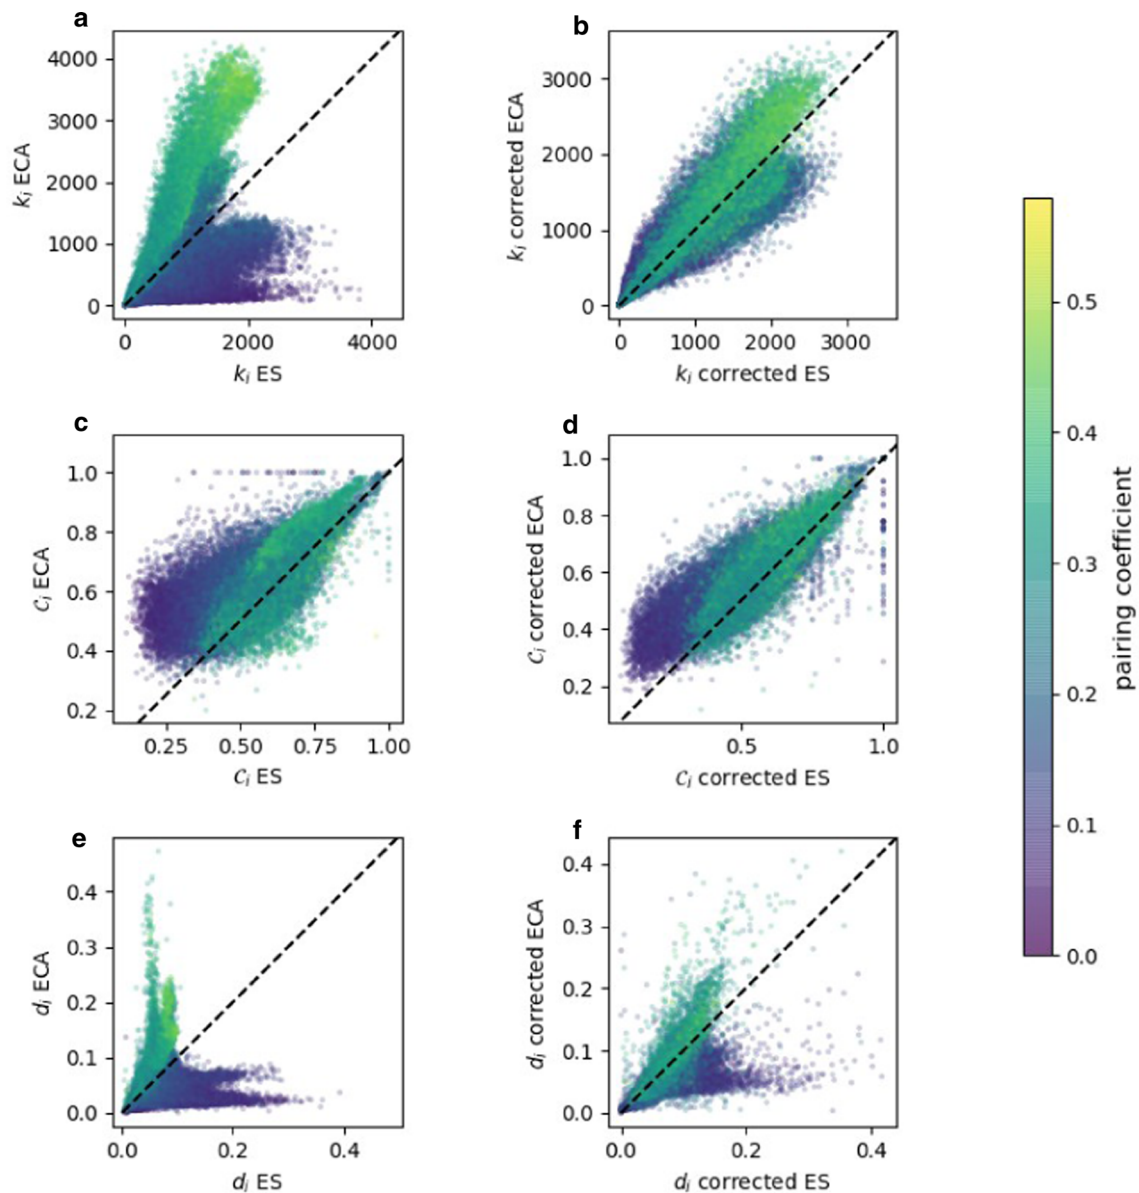 a
4000
3000
2000
1000
0
k_i ECA
0 2000 4000
k_i ES
b
3000
2000
1000
0
k_i corrected ECA
0 1000 2000 3000
k_i corrected ES
c
1.0
0.8
0.6
0.4
0.2
C_i ECA
0.25 0.50 0.75 1.00
C_i ES
d
1.0
0.8
0.6
0.4
0.2
C_i corrected ECA
0.5 1.0
C_i corrected ES
e
0.4
0.3
0.2
0.1
0.0
d_i ECA
0.0 0.2 0.4
d_i ES
f
0.4
0.3
0.2
0.1
0.0
d_i corrected ECA
0.0 0.2 0.4
d_i corrected ES
0.5
0.4
0.3
0.2
0.1
0.0
pairing coefficient